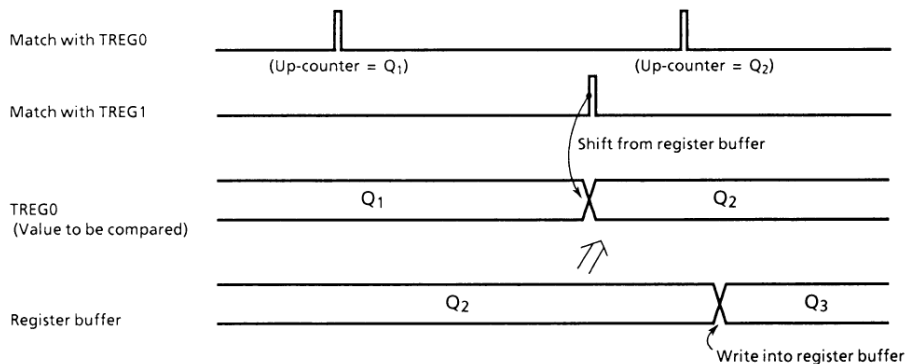 Match with TREG0
(Up-counter = Q1)
(Up-counter = Q2)
Match with TREG1
Shift from register buffer
TREG0
(Value to be compared)
Q1
Q2
Register buffer
Q2
Q3
Write into register buffer